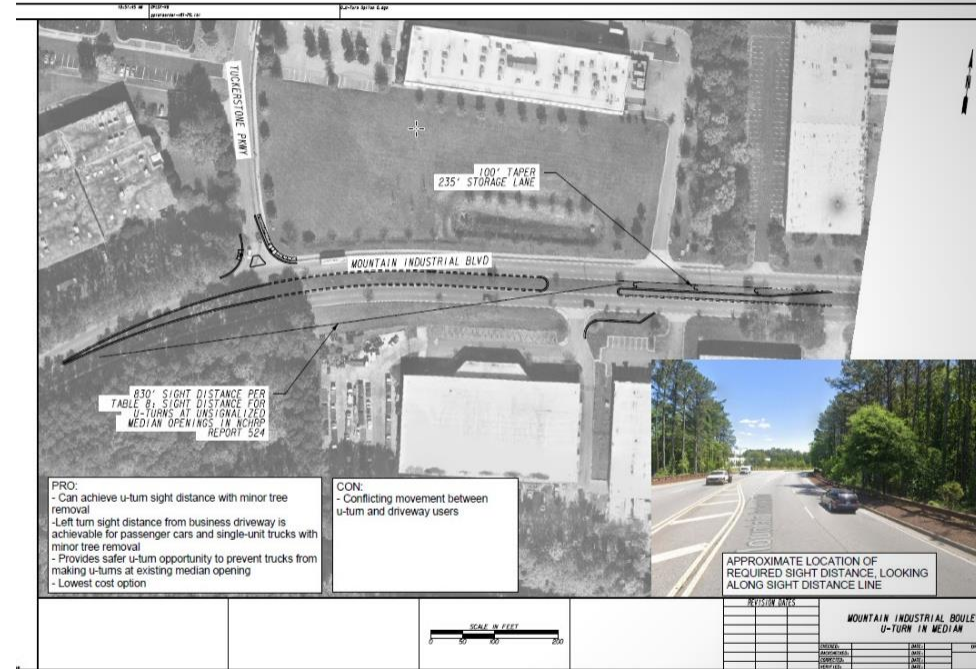 TUCKERSTONE PKWY
100' TAPER
235' STORAGE LANE
MOUNTAIN INDUSTRIAL BLVD
830' SIGHT DISTANCE PER
TABLE 8: SIGHT DISTANCE FOR
U-TURNS AT UNSIGNALIZED
MEDIAN OPENINGS IN NCHRP
REPORT 524
PRO:
- Can achieve u-turn sight distance with minor tree
removal
-Left turn sight distance from business driveway is
achievable for passenger cars and single-unit trucks with
minor tree removal
- Provides safer u-turn opportunity to prevent trucks from
making u-turns at existing median opening
- Lowest cost option
CON:
- Conflicting movement between
u-turn and driveway users
APPROXIMATE LOCATION OF
REQUIRED SIGHT DISTANCE, LOOKING
ALONG SIGHT DISTANCE LINE
SCALE IN FEET
0 50 100 200
REVISION DATES
MOUNTAIN INDUSTRIAL BOULE
U-TURN IN MEDIAN
N